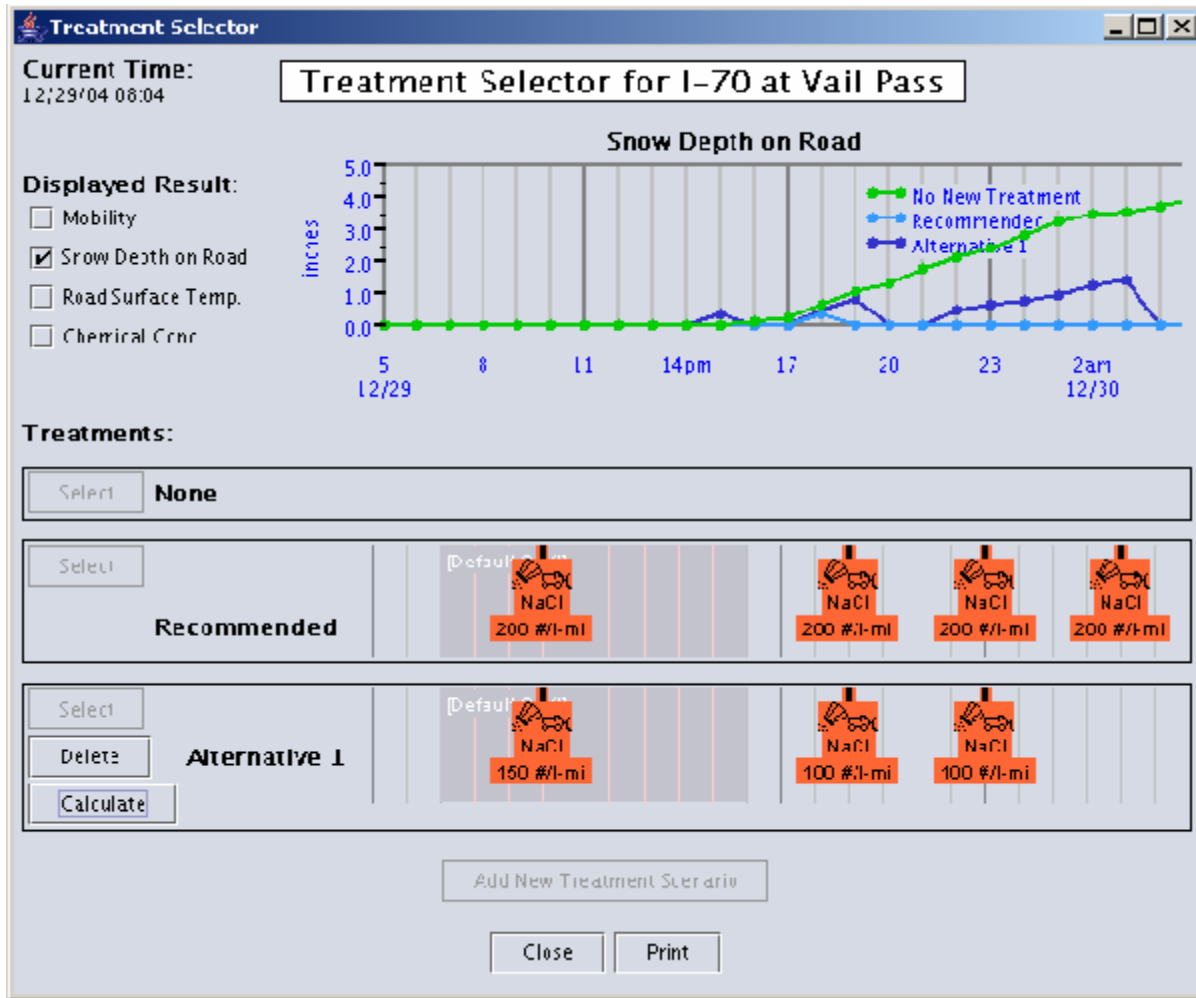 Treatment Selector
Current Time:
12/29/04 08:04
Treatment Selector for I-70 at Vail Pass
Snow Depth on Road
Displayed Result:
Mobility
Snow Depth on Road
Road Surface Temp.
Chemical Conc
inches
5.0
4.0
3.0
2.0
1.0
0.0
No New Treatment
Recommended
Alternative 1
5 8 11 14pm 17 20 23 2am
12/29 12/30
Treatments:
Select None
Select
[Default
Recommended
NaCl NaCl NaCl NaCl
200 #/l-mi 200 #/l-mi 200 #/l-mi 200 #/l-mi
Select
[Default
Delete Alternative 1
Calculate
NaCl NaCl NaCl
150 #/l-mi 100 #/l-mi 100 #/l-mi
Add New Treatment Scenario
Close Print